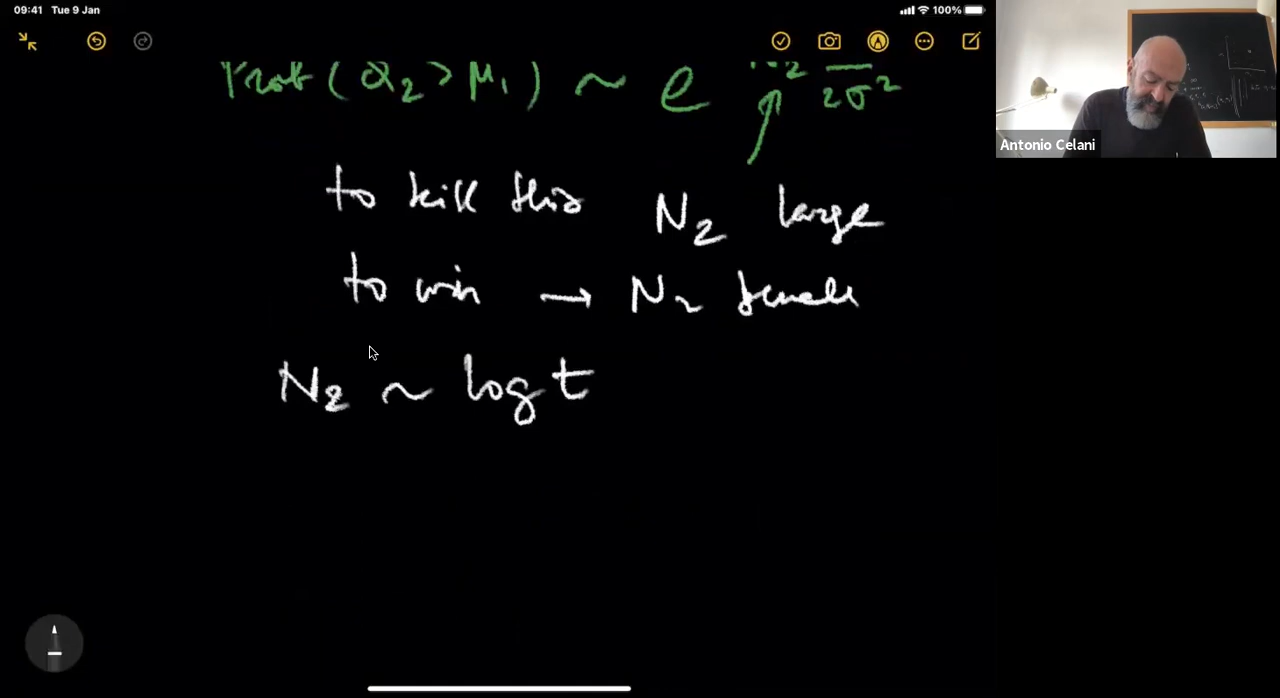 09:41 Tue 9 Jan 100%
Prob ( Q̂₂ > μ₁ ) ~ e 2σ²
Antonio Celani
to kill this N₂ large
to win → N₂ small
N₂ ~ log t